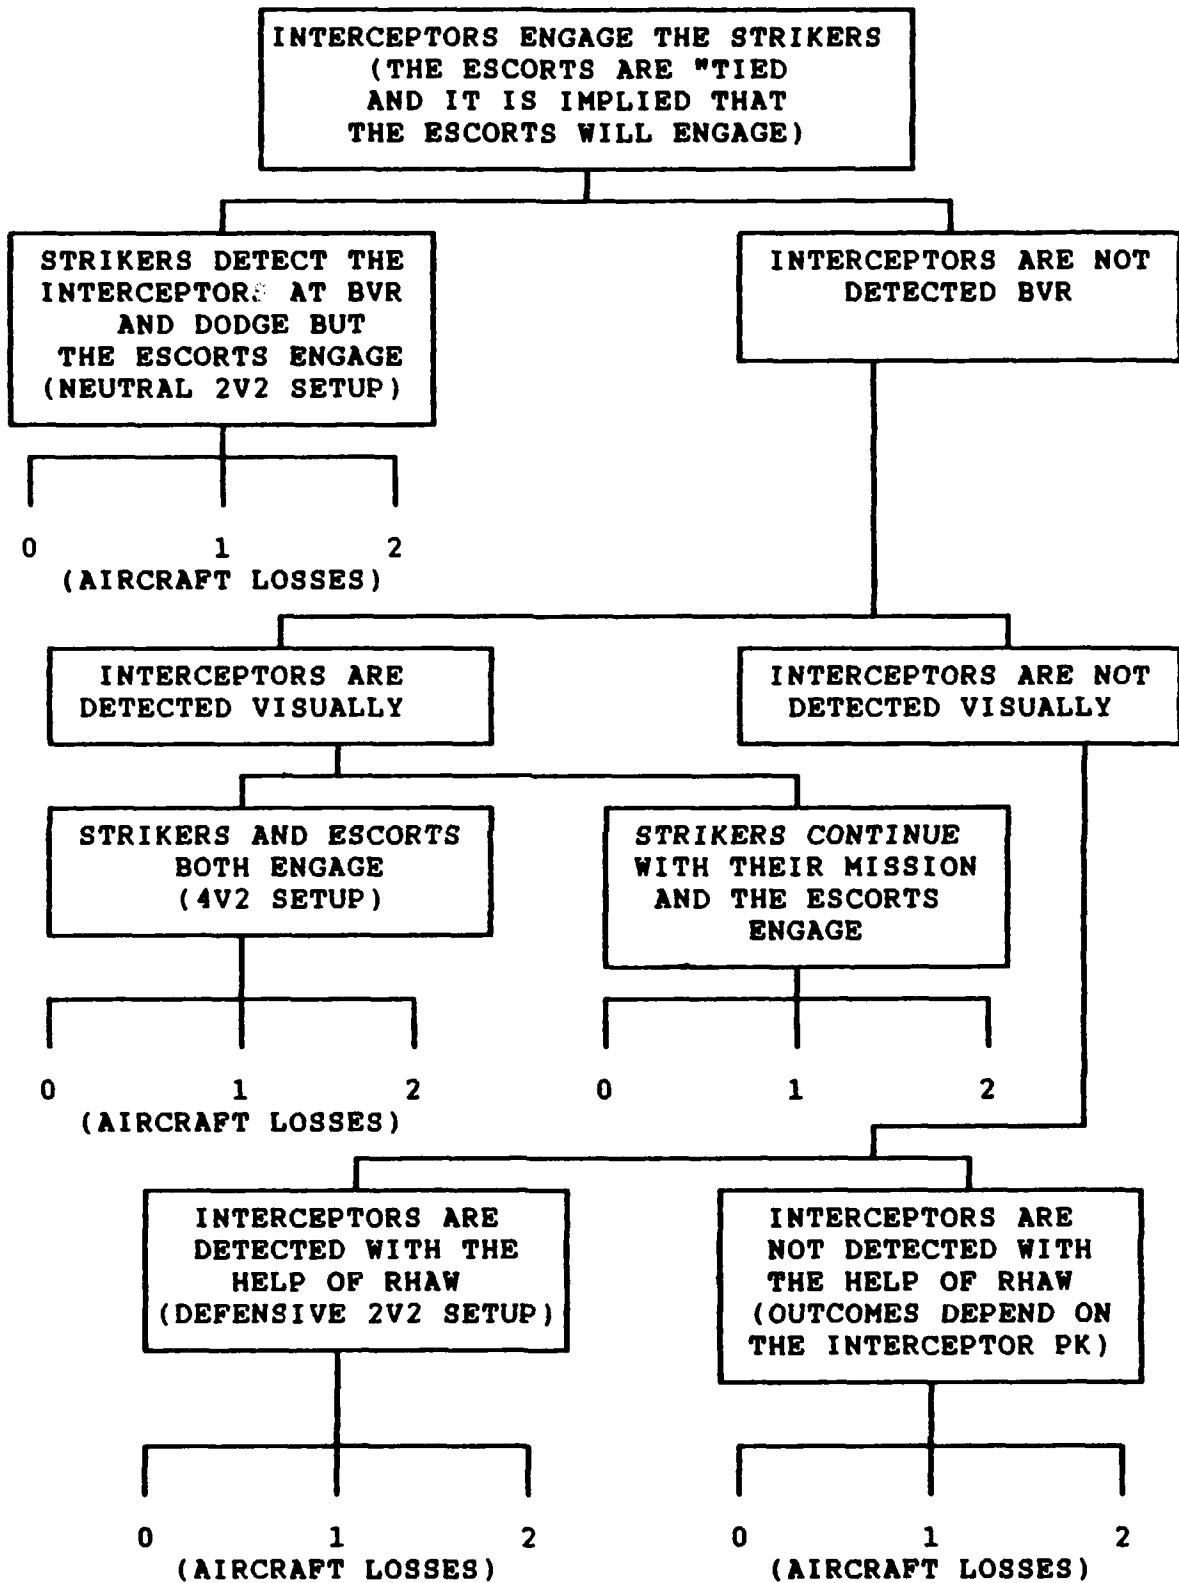 INTERCEPTORS ENGAGE THE STRIKERS
(THE ESCORTS ARE "TIED
AND IT IS IMPLIED THAT
THE ESCORTS WILL ENGAGE)
STRIKERS DETECT THE
INTERCEPTORS AT BVR
AND DODGE BUT
THE ESCORTS ENGAGE
(NEUTRAL 2V2 SETUP)
INTERCEPTORS ARE NOT
DETECTED BVR
0 1 2
(AIRCRAFT LOSSES)
INTERCEPTORS ARE
DETECTED VISUALLY
INTERCEPTORS ARE NOT
DETECTED VISUALLY
STRIKERS AND ESCORTS
BOTH ENGAGE
(4V2 SETUP)
STRIKERS CONTINUE
WITH THEIR MISSION
AND THE ESCORTS
ENGAGE
0 1 2
(AIRCRAFT LOSSES)
0 1 2
INTERCEPTORS ARE
DETECTED WITH THE
HELP OF RHAW
(DEFENSIVE 2V2 SETUP)
INTERCEPTORS ARE
NOT DETECTED WITH
THE HELP OF RHAW
(OUTCOMES DEPEND ON
THE INTERCEPTOR PK)
0 1 2
(AIRCRAFT LOSSES)
0 1 2
(AIRCRAFT LOSSES)